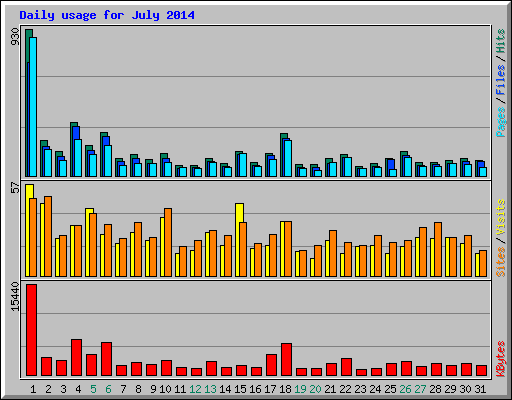 Daily usage for July 2014
930
Pages / Files / Hits
57
Sites / Visits
15440
KBytes
1 2 3 4 5 6 7 8 9 10 11 12 13 14 15 16 17 18 19 20 21 22 23 24 25 26 27 28 29 30 31